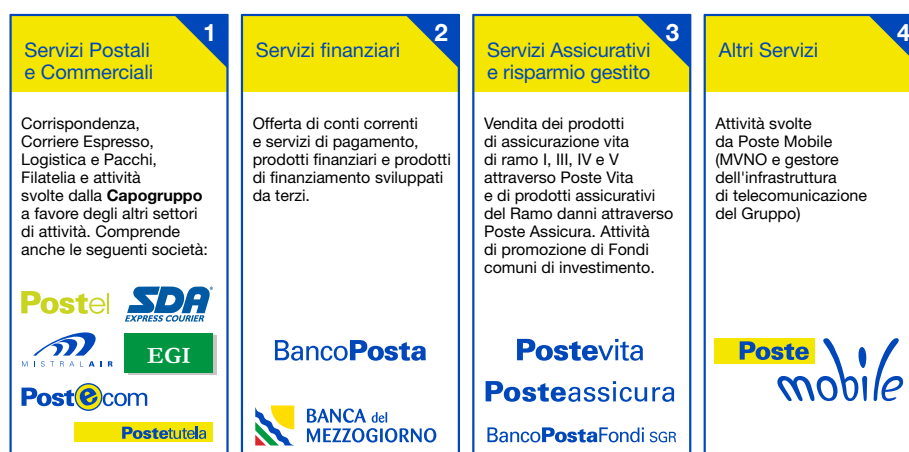 1
Servizi Postali
e Commerciali
Corrispondenza,
Corriere Espresso,
Logistica e Pacchi,
Filatelia e attività
svolte dalla Capogruppo
a favore degli altri settori
di attività. Comprende
anche le seguenti società:
Postel
SDA
EXPRESS COURIER
MISTRALAIR
EGI
Postecom
Postetutela
2
Servizi finanziari
Offerta di conti correnti
e servizi di pagamento,
prodotti finanziari e prodotti
di finanziamento sviluppati
da terzi.
BancoPosta
BANCA del
MEZZOGIORNO
3
Servizi Assicurativi
e risparmio gestito
Vendita dei prodotti
di assicurazione vita
di ramo I, III, IV e V
attraverso Poste Vita
e di prodotti assicurativi
del Ramo danni attraverso
Poste Assicura. Attività
di promozione di Fondi
comuni di investimento.
Postevita
Posteassicura
BancoPostaFondi SGR
4
Altri Servizi
Attività svolte
da Poste Mobile
(MVNO e gestore
dell'infrastruttura
di telecomunicazione
del Gruppo)
Poste
mobile